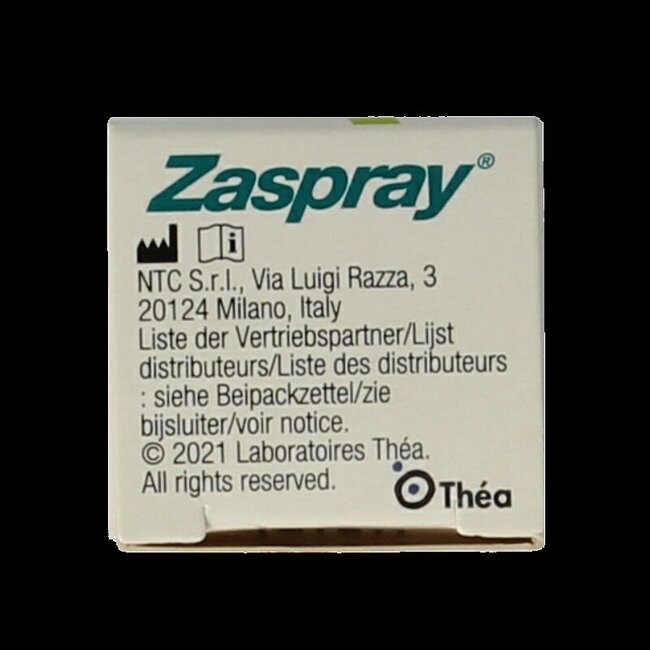 Zaspray®
i
NTC S.r.l., Via Luigi Razza, 3
20124 Milano, Italy
Liste der Vertriebspartner/Lijst
distributeurs/Liste des distributeurs
: siehe Beipackzettel/zie
bijsluiter/voir notice.
© 2021 Laboratoires Théa.
All rights reserved.
Théa